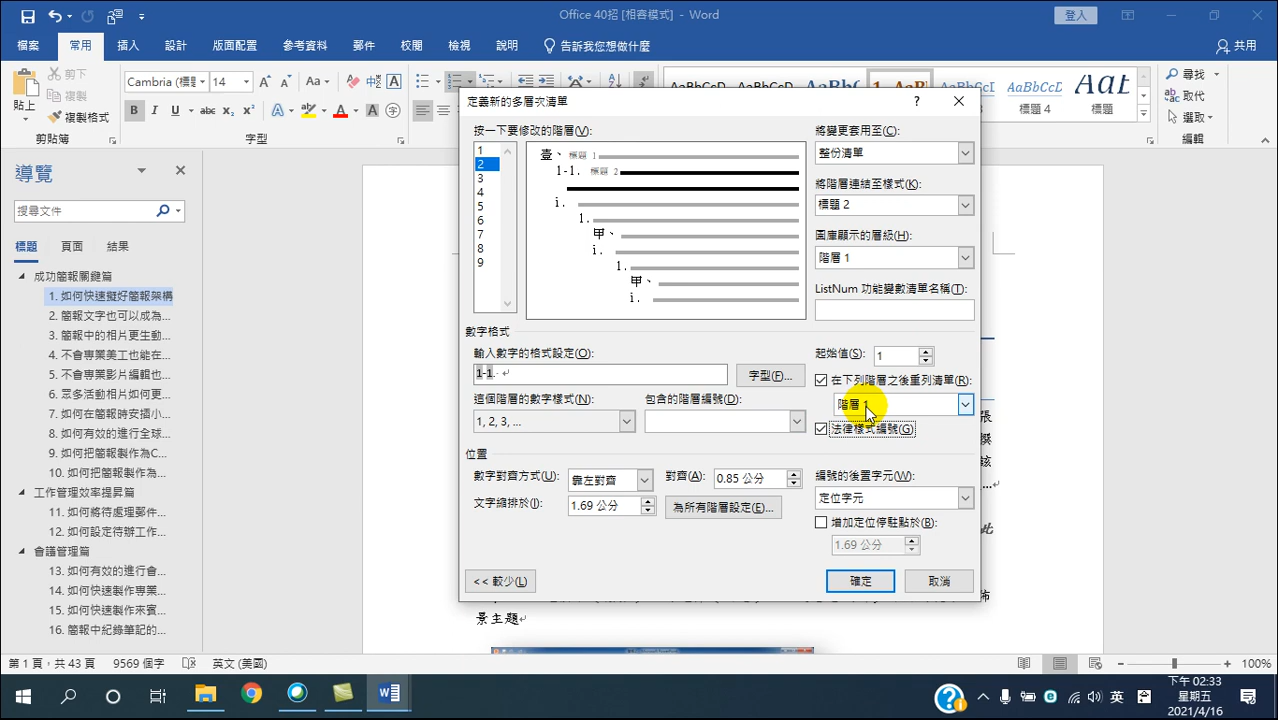 Office 40招 [相容模式] - Word
登入
檔案 常用 插入 設計 版面配置 參考資料 郵件 校閱 檢視 說明 告訴我您想做什麼 共用
貼上
剪下
複製
複製格式
剪貼簿
Cambria (標題
14
字型
標題 4
標題
尋找
取代
選取
編輯
導覽
搜尋文件
標題 頁面 結果
成功簡報關鍵篇
1. 如何快速擬好簡報架構
2. 簡報文字也可以成為...
3. 簡報中的相片更生動...
4. 不會專業美工也能在...
5. 不會專業影片編輯也...
6. 眾多活動相片如何更...
7. 如何在簡報時安插小...
8. 如何有效的進行全螢...
9. 如何把簡報製作為C...
10. 如何把簡報製作為...
工作管理效率提昇篇
11. 如何將待處理郵件...
12. 如何設定待辦工作...
會議管理篇
13. 如何有效的進行會...
14. 如何快速製作專業...
15. 如何快速製作來賓...
16. 簡報中紀錄筆記的...
定義新的多層次清單
按一下要修改的階層(V):
1
2
3
4
5
6
7
8
9
壹、標題 1
1-1. 標題 2
i.
1.
甲、
i.
1.
甲、
i.
將變更套用至(C):
整份清單
將階層連結至樣式(K):
標題 2
圖庫顯示的層級(H):
階層 1
ListNum 功能變數清單名稱(T):
數字格式
輸入數字的格式設定(O):
1-1.
字型(F)...
這個階層的數字樣式(N):
1, 2, 3, ...
包含的階層編號(D):
起始值(S): 1
在下列階層之後重列清單(R):
階層 1
法律樣式編號(G)
位置
數字對齊方式(U): 靠左對齊
對齊(A): 0.85 公分
文字縮排於(I): 1.69 公分
為所有階層設定(E)...
編號的後置字元(W):
定位字元
增加定位停駐點於(B):
1.69 公分
<< 較少(L)
確定
取消
景主題
第 1 頁，共 43 頁 9569 個字 英文 (美國)
100%
英
下午 02:33
星期五
2021/4/16